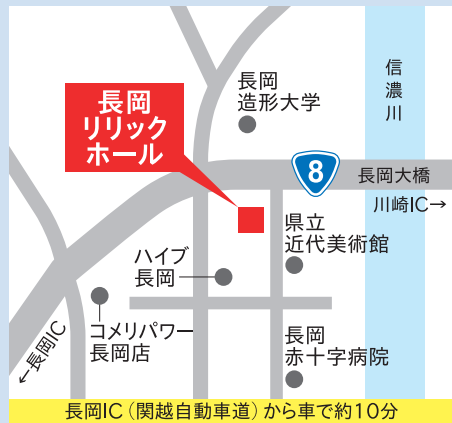 長岡
造形大学
信濃川
長岡
リリック
ホール
8
長岡大橋
川崎IC→
県立
近代美術館
ハイブ
長岡
コメリパワー
長岡店
←長岡IC
長岡
赤十字病院
長岡IC（関越自動車道）から車で約10分